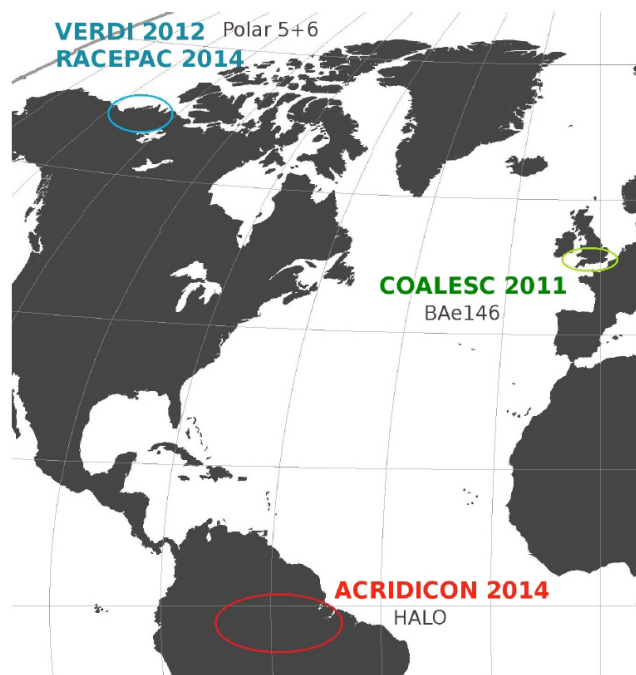 VERDI 2012 Polar 5+6
RACEPAC 2014
COALESC 2011
BAe146
ACRIDICON 2014
HALO